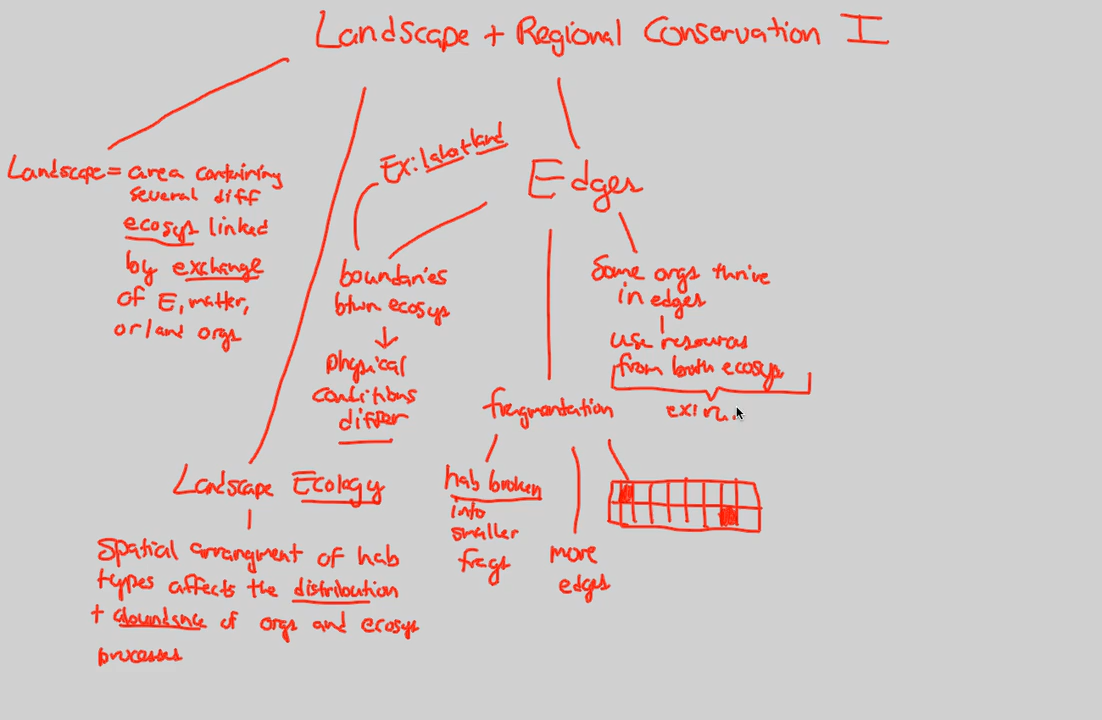 Landscape + Regional Conservation I
Landscape = area containing
several diff
ecosys linked
by exchange
of E, matter,
or/and orgs
Ex: lake + land
Edges
boundaries
btwn ecosys
physical
conditions
differ
Some orgs thrive
in edges
use resources
from both ecosys
ex:
fragmentation
hab broken
into
smaller
frags
more
edges
Landscape Ecology
Spatial arrangment of hab
types affects the distribution
+ abundance of orgs and ecosys
processes